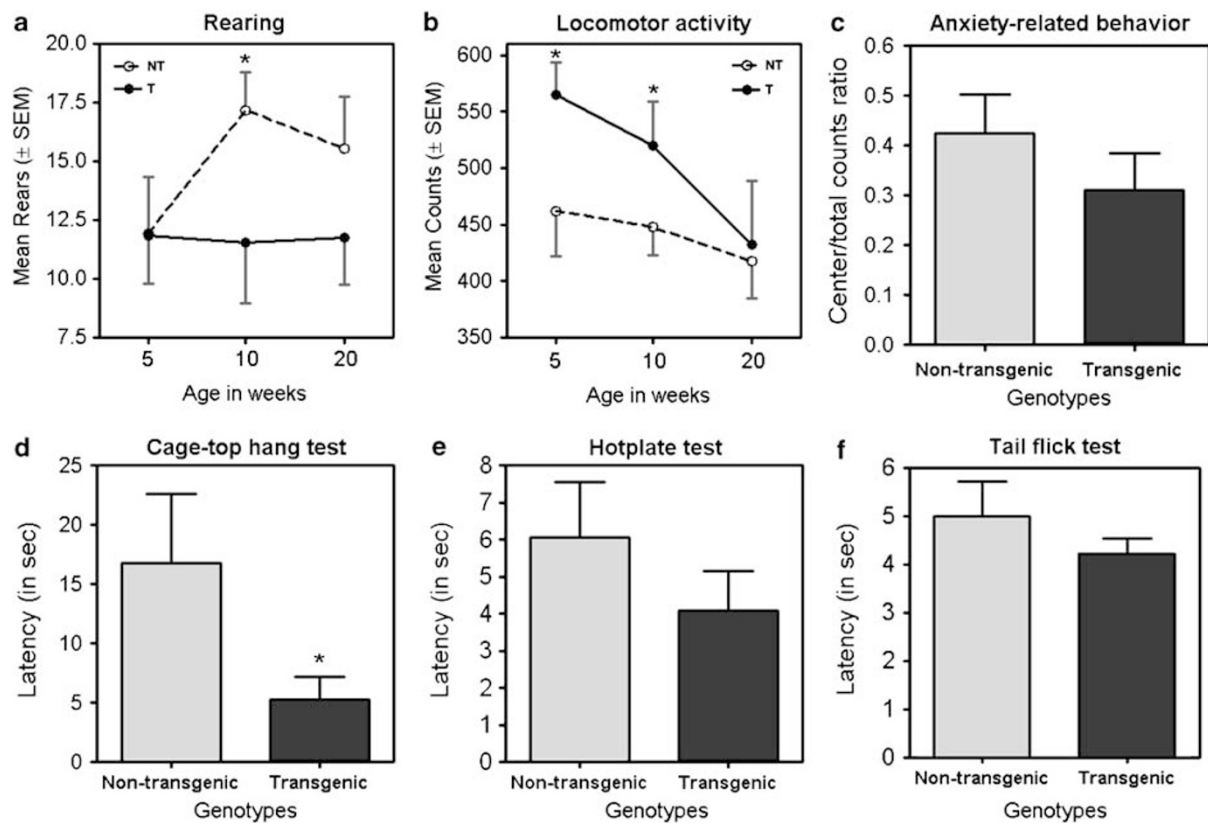 a Rearing
20.0
17.5
15.0
12.5
10.0
7.5
Mean Rears (± SEM)
NT
T
*
5 10 20
Age in weeks
b Locomotor activity
600
550
500
450
400
350
Mean Counts (± SEM)
NT
T
*
*
5 10 20
Age in weeks
c Anxiety-related behavior
0.6
0.5
0.4
0.3
0.2
0.1
0.0
Center/total counts ratio
Non-transgenic Transgenic
Genotypes
d Cage-top hang test
25
20
15
10
5
0
Latency (in sec)
*
Non-transgenic Transgenic
Genotypes
e Hotplate test
8
7
6
5
4
3
2
1
0
Latency (in sec)
Non-transgenic Transgenic
Genotypes
f Tail flick test
6
5
4
3
2
1
0
Latency (in sec)
Non-transgenic Transgenic
Genotypes